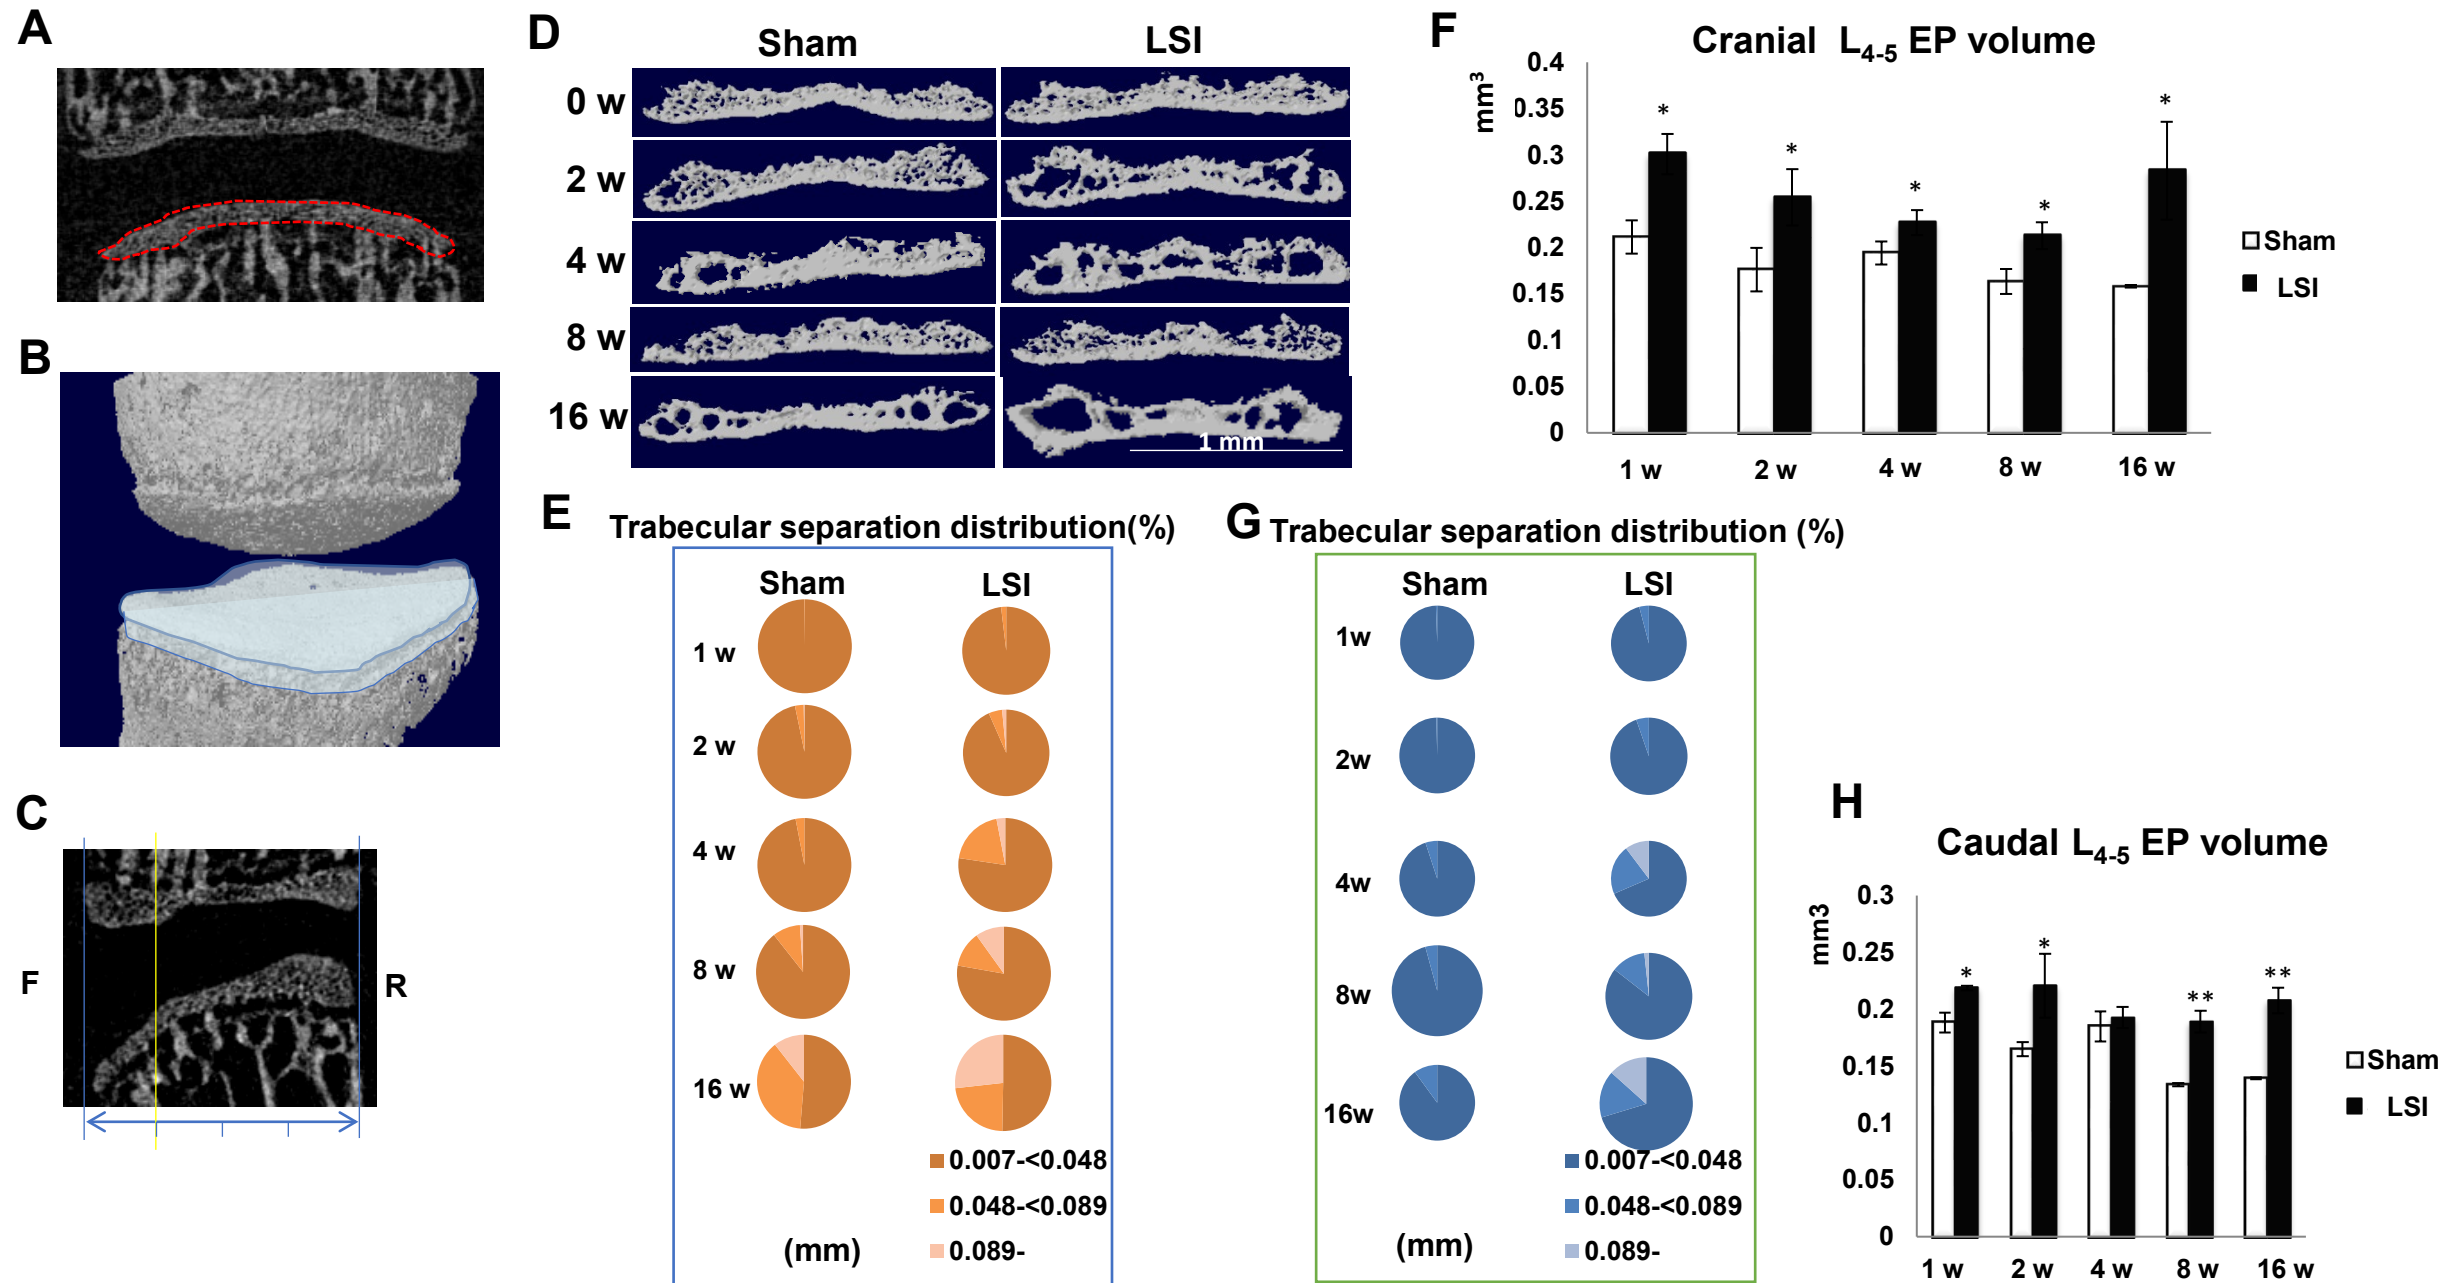 A
B
C
F
R
D
Sham
LSI
0 w
2 w
4 w
8 w
16 w
1 mm
E
Trabecular separation distribution(%)
Sham
LSI
1 w
2 w
4 w
8 w
16 w
0.007-<0.048
0.048-<0.089
0.089-
(mm)
F
Cranial L4-5 EP volume
mm³
0.4
0.35
0.3
0.25
0.2
0.15
0.1
0.05
0
*
*
*
*
*
1 w
2 w
4 w
8 w
16 w
Sham
LSI
G
Trabecular separation distribution (%)
Sham
LSI
1w
2w
4w
8w
16w
0.007-<0.048
0.048-<0.089
0.089-
(mm)
H
Caudal L4-5 EP volume
mm3
0.3
0.25
0.2
0.15
0.1
0.05
0
*
*
**
**
1 w
2 w
4 w
8 w
16 w
Sham
LSI